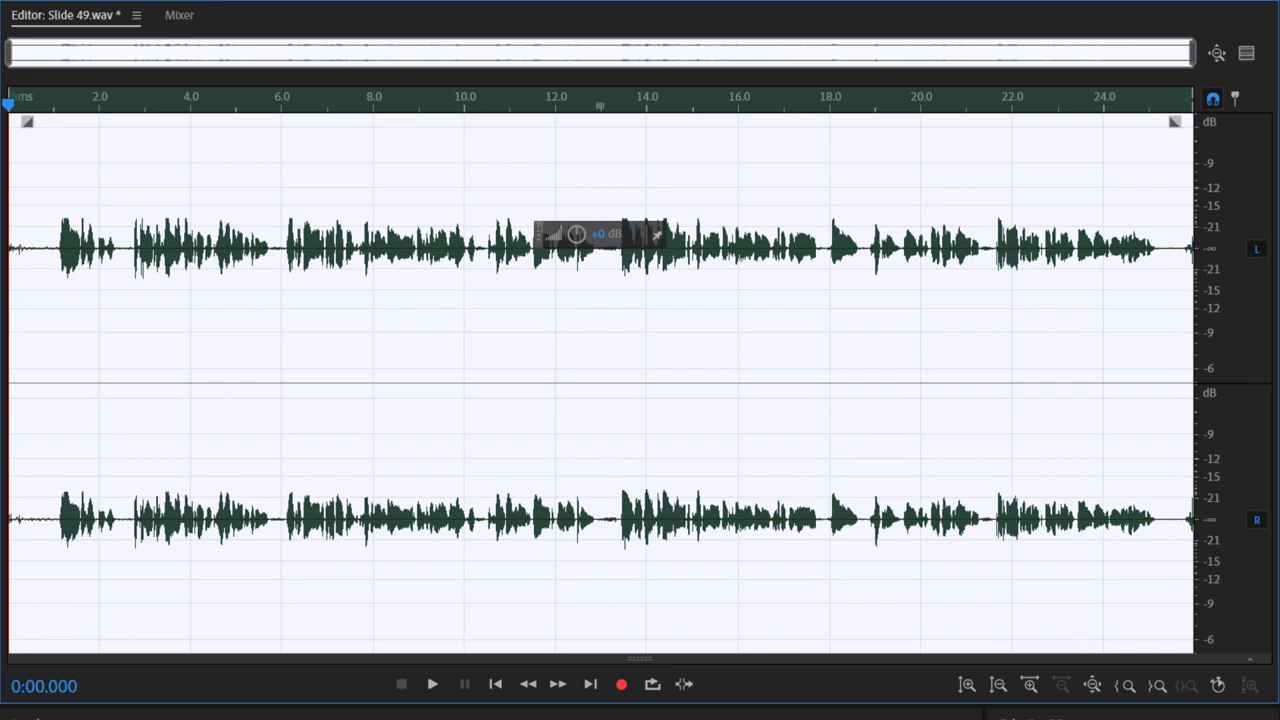 Editor: Slide 49.wav *
Mixer
hms 2.0 4.0 6.0 8.0 10.0 12.0 14.0 16.0 18.0 20.0 22.0 24.0
dB
-9
-12
-15
-21
-∞
-21
-15
-12
-9
-6
L
+0 dB
dB
-9
-12
-15
-21
-∞
-21
-15
-12
-9
-6
R
0:00.000